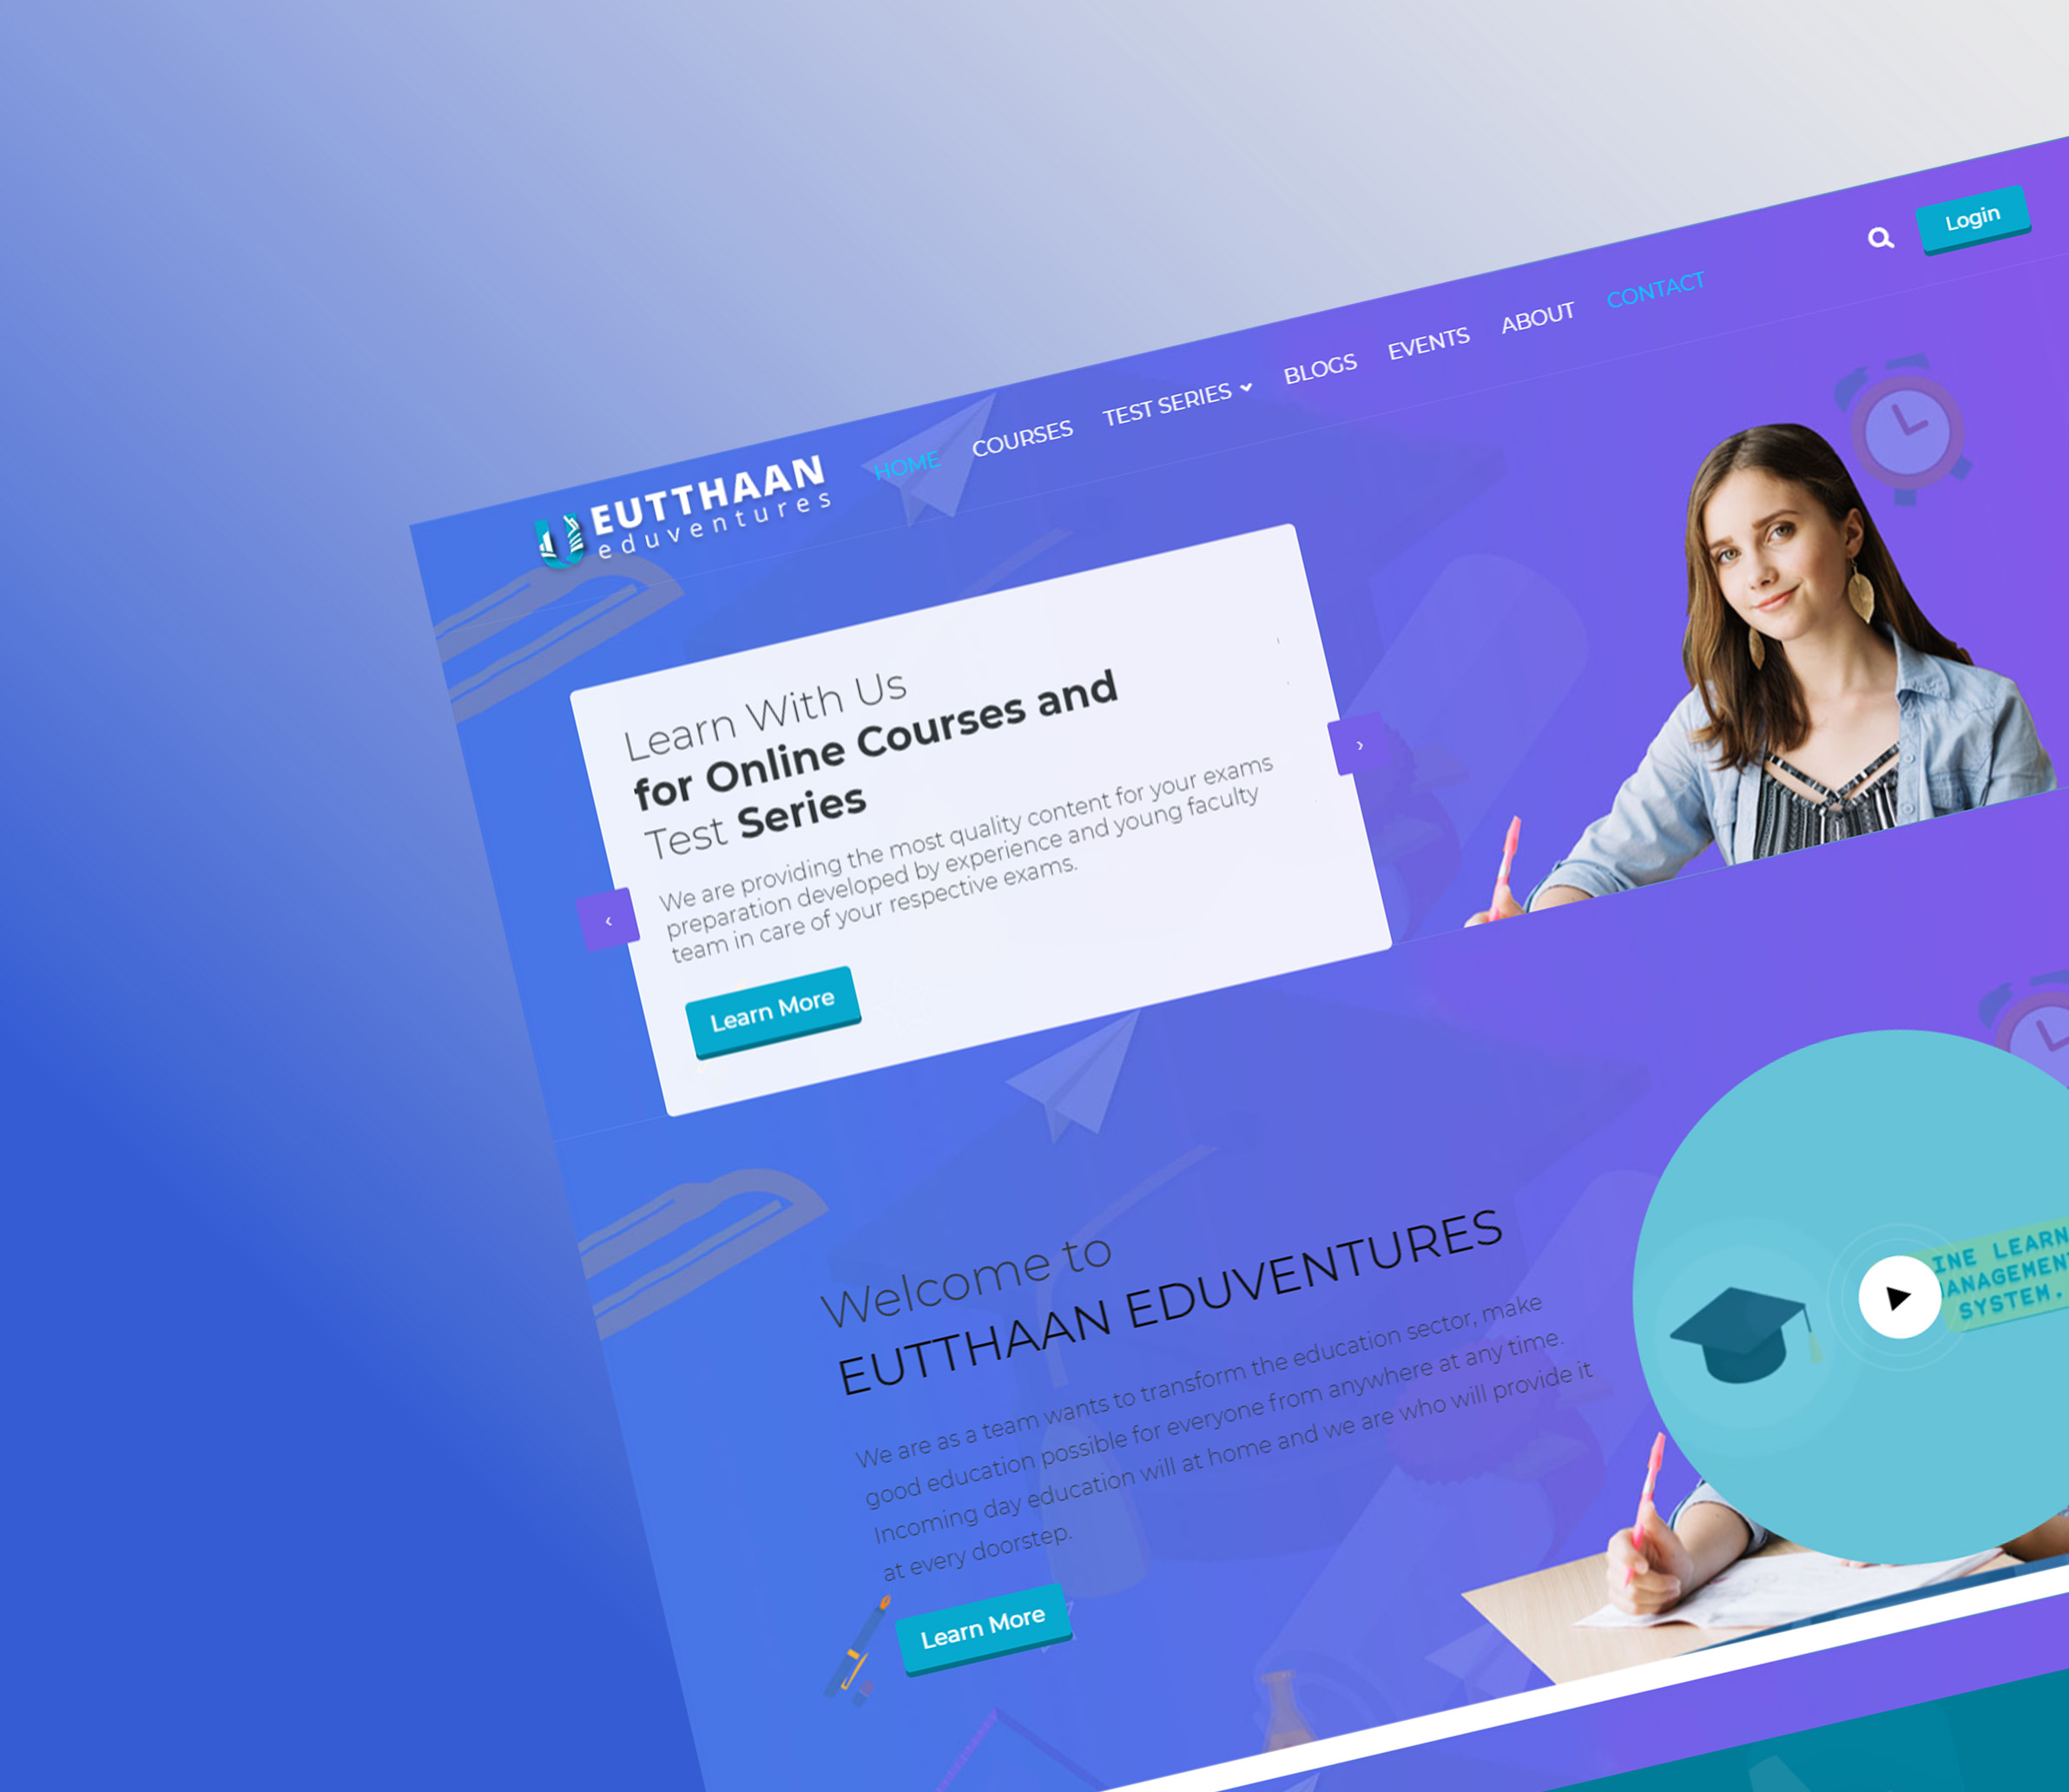 EUTTHAAN
eduventures
HOME COURSES TEST SERIES BLOGS EVENTS ABOUT CONTACT
Login
Learn With Us
for Online Courses and
Test Series
We are providing the most quality content for your exams
preparation developed by experience and young faculty
team in care of your respective exams.
Learn More
Welcome to
EUTTHAAN EDUVENTURES
We are as a team wants to transform the education sector, make
good education possible for everyone from anywhere at any time.
Incoming day education will at home and we are who will provide it
at every doorstep.
Learn More
INE LEARN
ANAGEMEN
SYSTEM.